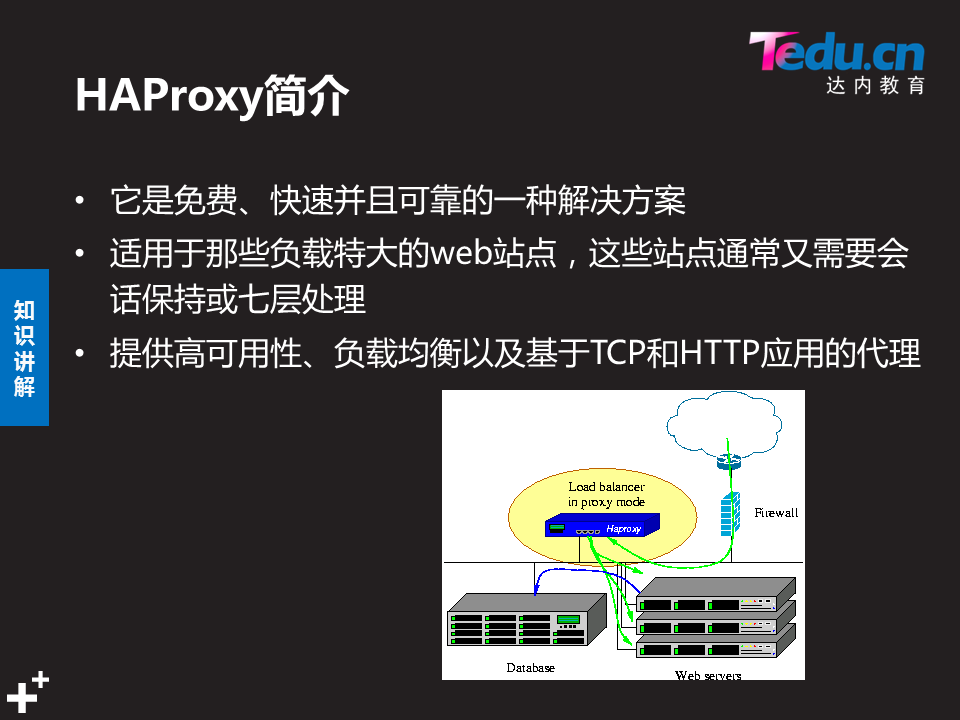 Tedu.cn
达内教育
HAProxy简介
• 它是免费、快速并且可靠的一种解决方案
• 适用于那些负载特大的web站点，这些站点通常又需要会
话保持或七层处理
• 提供高可用性、负载均衡以及基于TCP和HTTP应用的代理
知识讲解
Load balancer
in proxy mode
Haproxy
Firewall
Database
Web servers